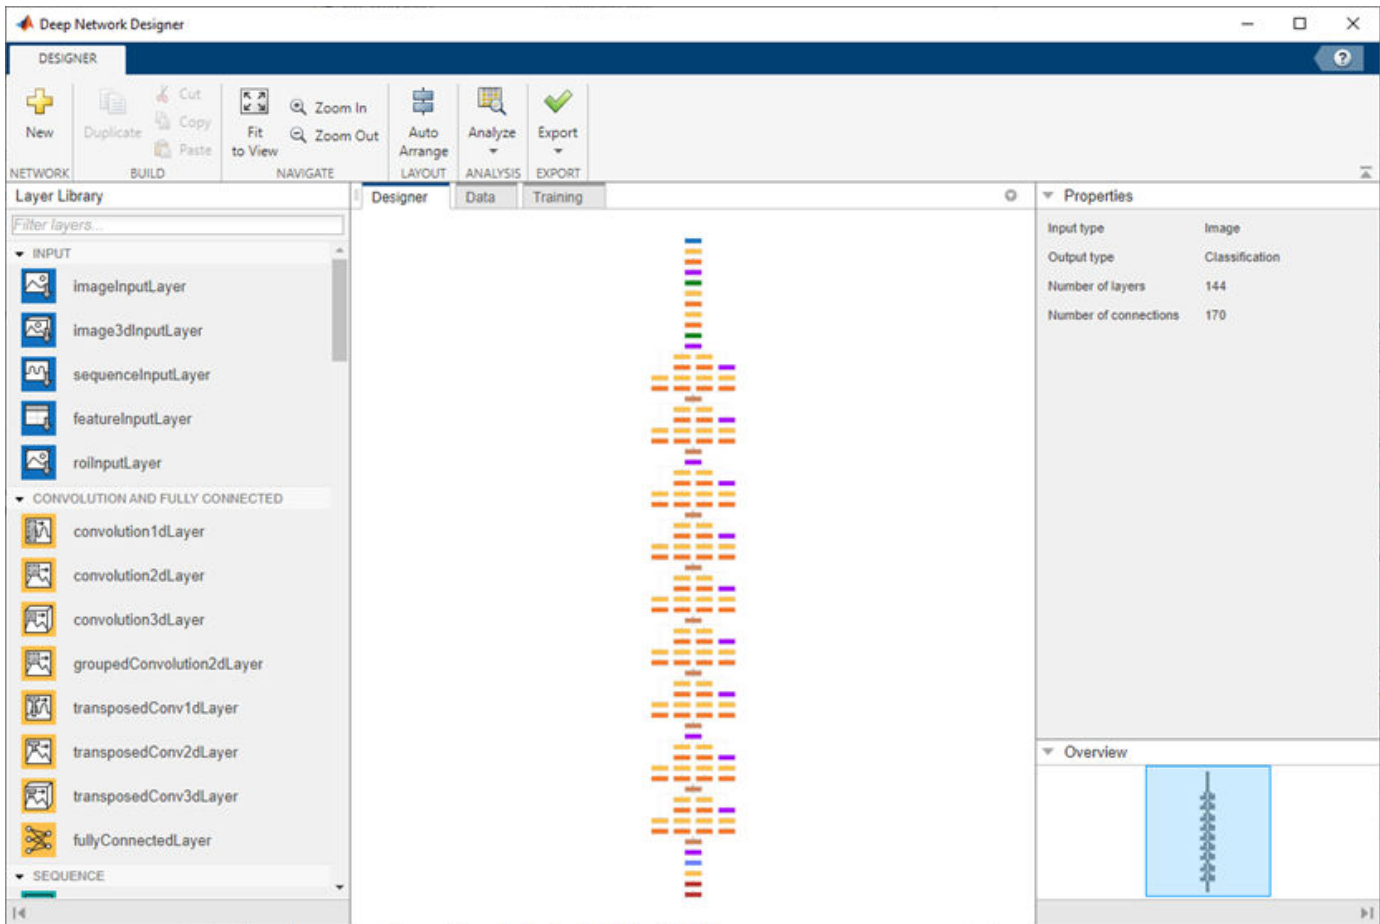 Deep Network Designer
DESIGNER
?
New
Duplicate
Cut
Copy
Paste
Fit
to View
Zoom In
Zoom Out
Auto
Arrange
Analyze
Export
NETWORK
BUILD
NAVIGATE
LAYOUT
ANALYSIS
EXPORT
Layer Library
Filter layers...
INPUT
imageInputLayer
image3dInputLayer
sequenceInputLayer
featureInputLayer
roiInputLayer
CONVOLUTION AND FULLY CONNECTED
convolution1dLayer
convolution2dLayer
convolution3dLayer
groupedConvolution2dLayer
transposedConv1dLayer
transposedConv2dLayer
transposedConv3dLayer
fullyConnectedLayer
SEQUENCE
Designer
Data
Training
Properties
Input type Image
Output type Classification
Number of layers 144
Number of connections 170
Overview